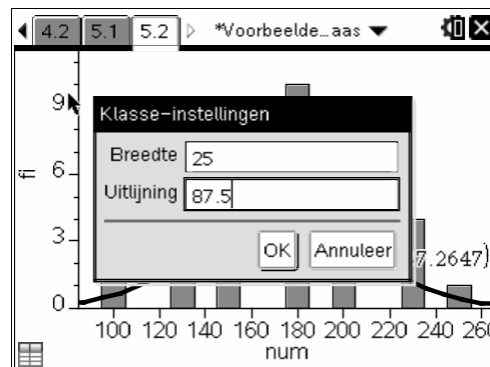 4.2 5.1 5.2 *Voorbeelde…aas
Klasse-instellingen
Breedte 25
Uitlijning 87.5
OK Annuleer
7.2647)
9
6
3
0
fi
100 120 140 160 180 200 220 240 260
num